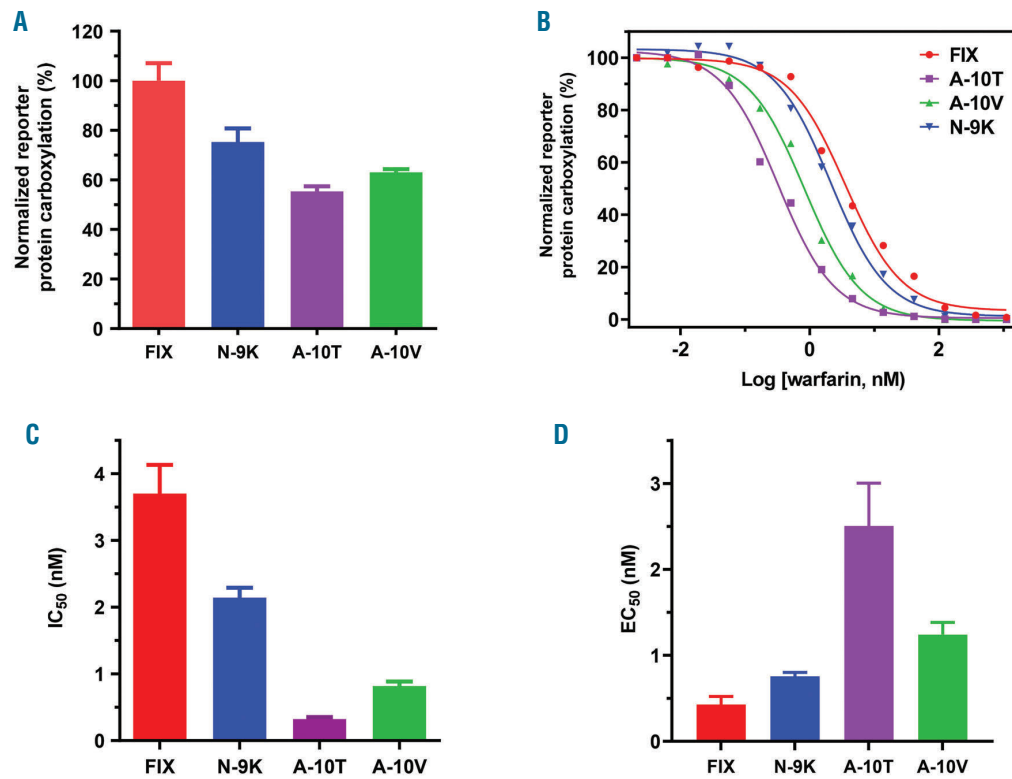 A
Normalized reporter
protein carboxylation (%)
120
100
80
60
40
20
0
FIX N-9K A-10T A-10V
B
Normalized reporter
protein carboxylation (%)
100
80
60
40
20
0
-2 0 2
Log [warfarin, nM)
FIX
A-10T
A-10V
N-9K
C
IC50 (nM)
4
3
2
1
0
FIX N-9K A-10T A-10V
D
EC50 (nM)
3
2
1
0
FIX N-9K A-10T A-10V